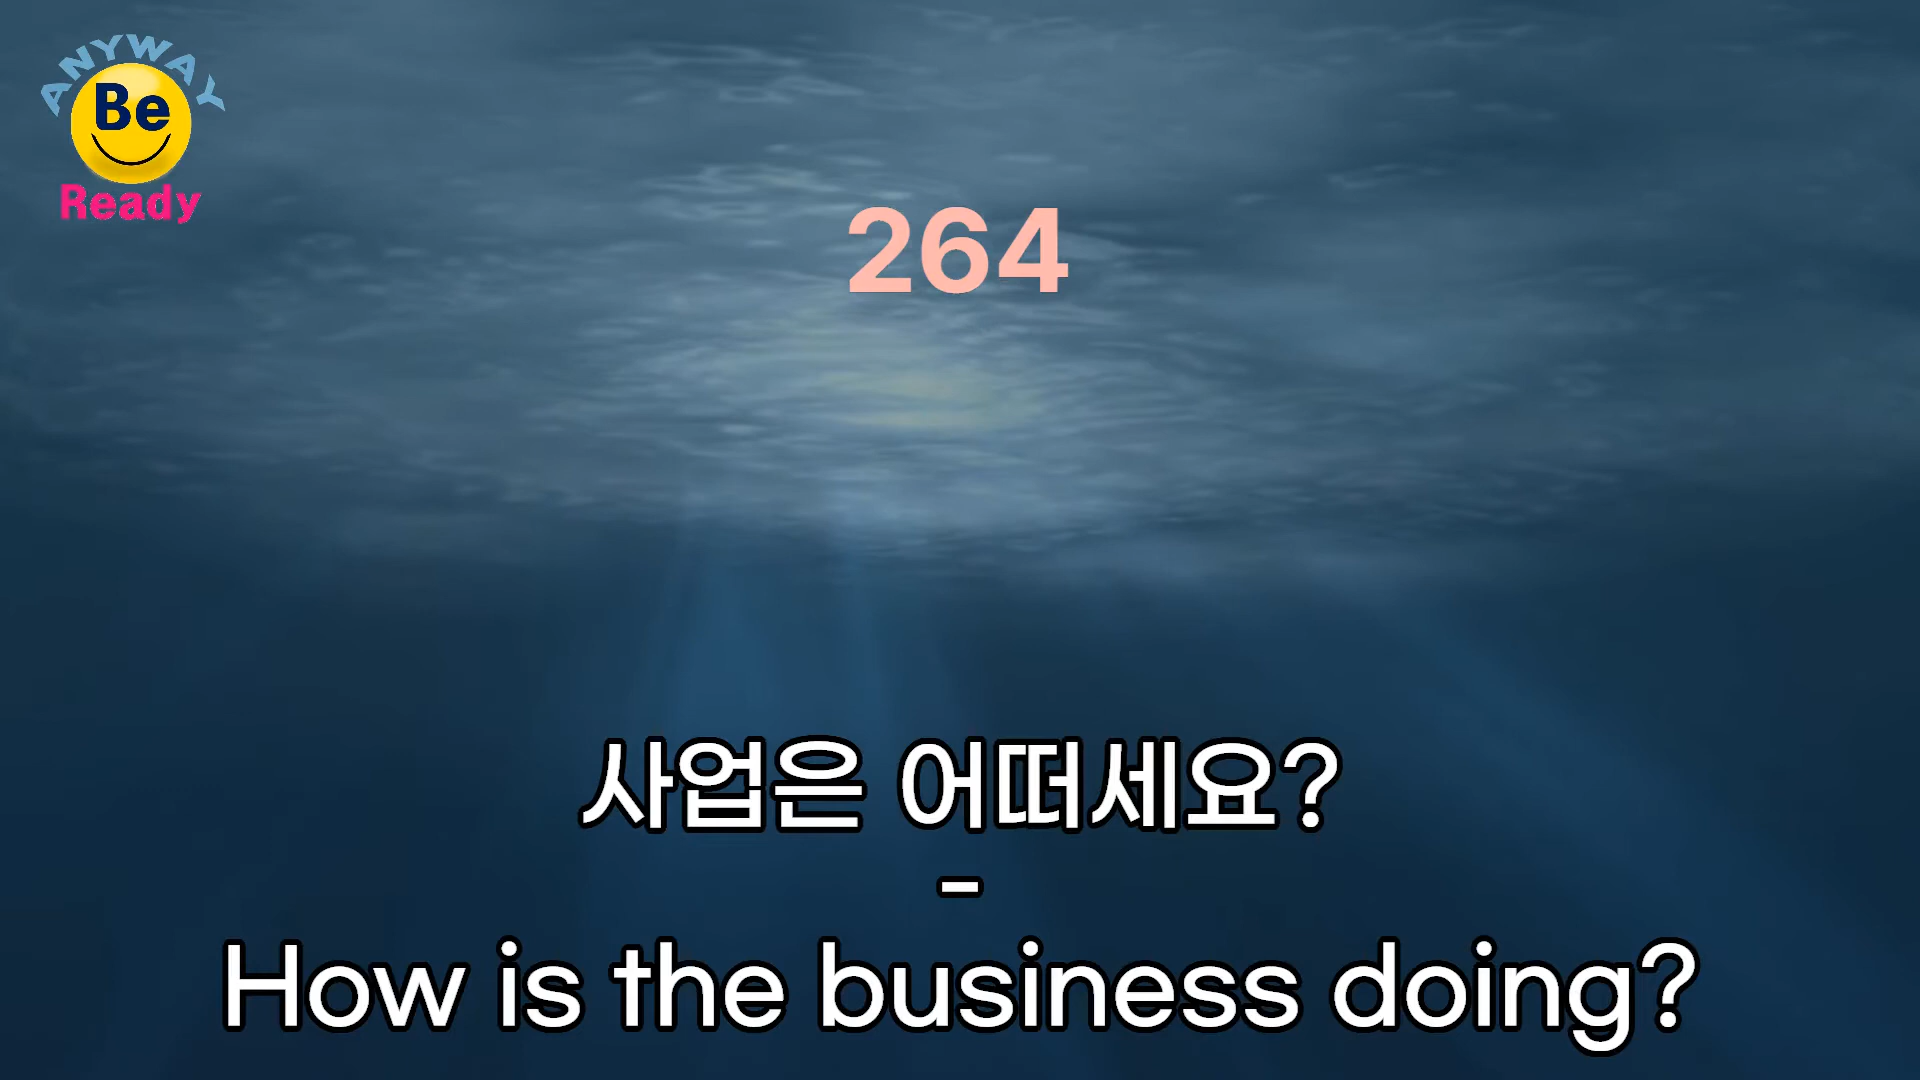 ANYWAY
Be
Ready
264
사업은 어떠세요?
-
How is the business doing?